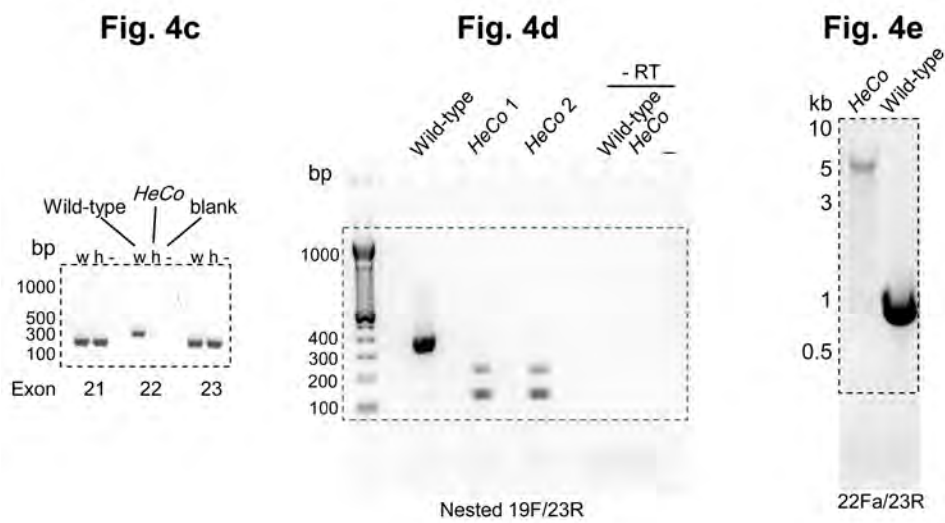 Fig. 4c
Wild-type HeCo blank
bp
w h - w h - w h -
1000
500
300
100
Exon 21 22 23
Fig. 4d
- RT
Wild-type HeCo 1 HeCo 2 Wild-type HeCo –
bp
1000
400
300
200
100
Nested 19F/23R
Fig. 4e
HeCo Wild-type
kb
10
5
3
1
0.5
22Fa/23R